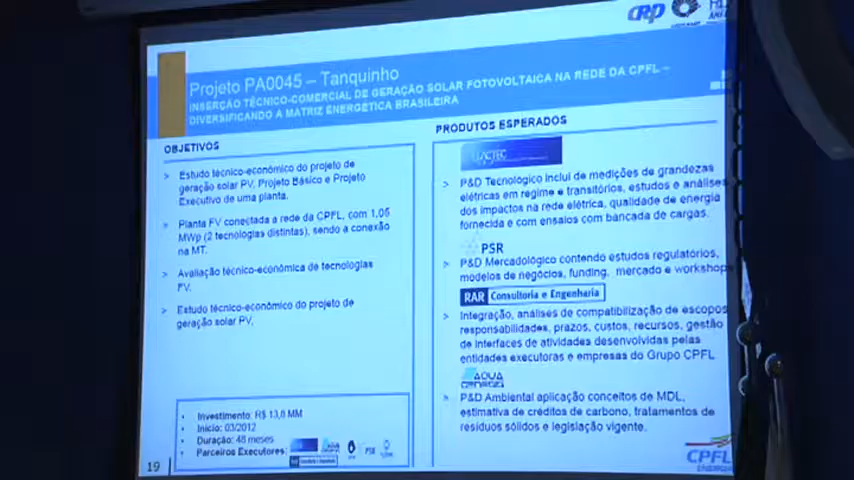 CRP
Projeto PA0045 – Tanquinho
INSERÇÃO TÉCNICO-COMERCIAL DE GERAÇÃO SOLAR FOTOVOLTAICA NA REDE DA CPFL –
DIVERSIFICANDO A MATRIZ ENERGÉTICA BRASILEIRA
OBJETIVOS
> Estudo técnico-econômico do projeto de
geração solar PV, Projeto Básico e Projeto
Executivo de uma planta.
> Planta FV conectada a rede da CPFL, com 1,05
MWp (2 tecnologias distintas), sendo a conexão
na MT.
> Avaliação técnico-econômica de tecnologias
FV.
> Estudo técnico-econômico do projeto de
geração solar PV,
• Investimento: R$ 13,8 MM
• Inicio: 03/2012
• Duração: 48 meses
• Parceiros Executores:
PSR
19
PRODUTOS ESPERADOS
LACTEC
> P&D Tecnológico inclui de medições de grandezas
elétricas em regime e transitórios, estudos e análises
dos impactos na rede elétrica, qualidade de energia
fornecida e com ensaios com bancada de cargas.
PSR
> P&D Mercadológico contendo estudos regulatórios,
modelos de negócios, funding, mercado e workshops
RAR Consultoria e Engenharia
> Integração, análises de compatibilização de escopos
responsabilidades, prazos, custos, recursos, gestão
de interfaces de atividades desenvolvidas pelas
entidades executoras e empresas do Grupo CPFL
AQUA
GENESIS
> P&D Ambiental aplicação conceitos de MDL,
estimativa de créditos de carbono, tratamentos de
resíduos sólidos e legislação vigente.
CPFL
ENERGIA